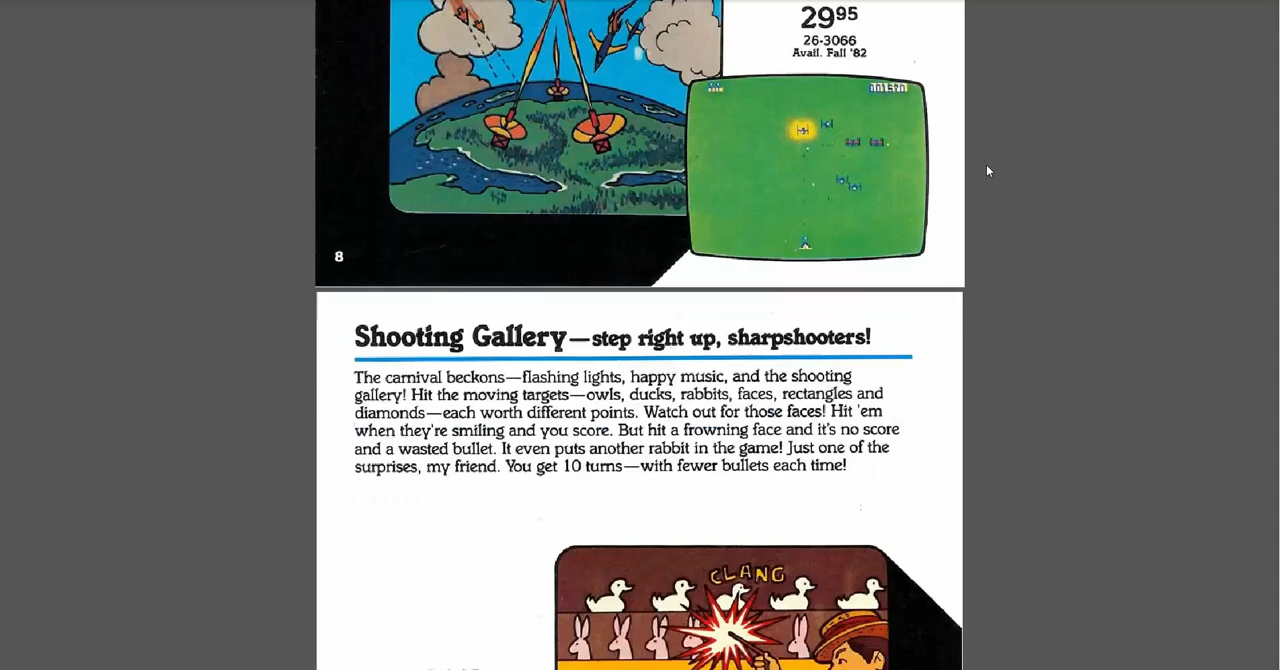 29⁹⁵
26-3066
Avail. Fall '82
8
Shooting Gallery—step right up, sharpshooters!
The carnival beckons—flashing lights, happy music, and the shooting
gallery! Hit the moving targets—owls, ducks, rabbits, faces, rectangles and
diamonds—each worth different points. Watch out for those faces! Hit 'em
when they're smiling and you score. But hit a frowning face and it's no score
and a wasted bullet. It even puts another rabbit in the game! Just one of the
surprises, my friend. You get 10 turns—with fewer bullets each time!
CLANG